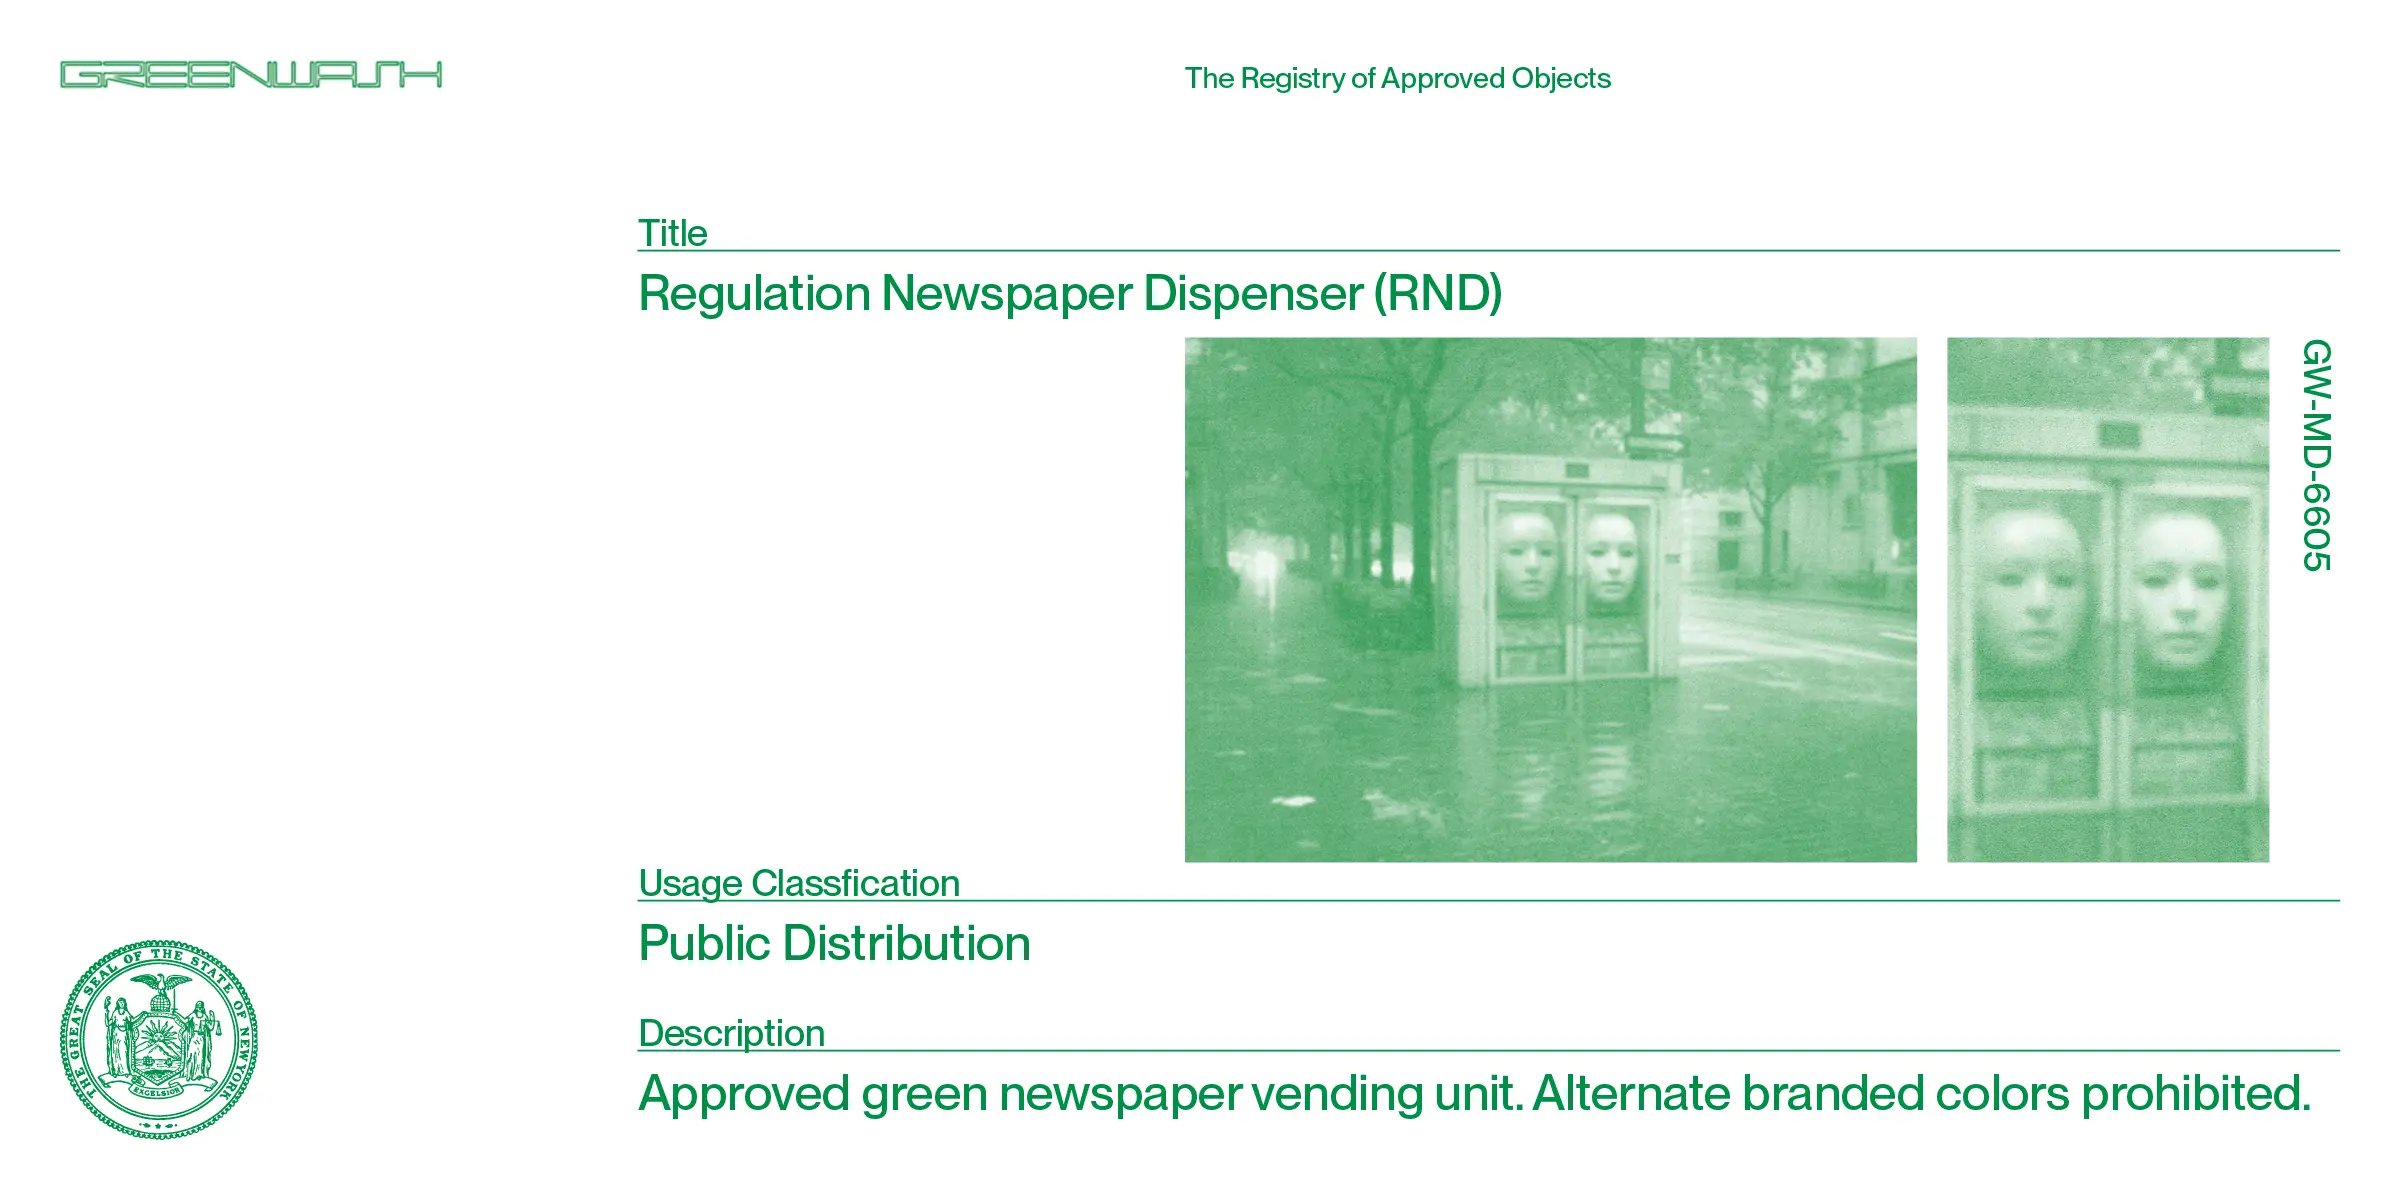 GREENWASH
The Registry of Approved Objects
Title
Regulation Newspaper Dispenser (RND)
GW-MD-6605
Usage Classfication
Public Distribution
Description
Approved green newspaper vending unit. Alternate branded colors prohibited.
THE GREAT SEAL OF THE STATE OF NEW YORK
EXCELSIOR